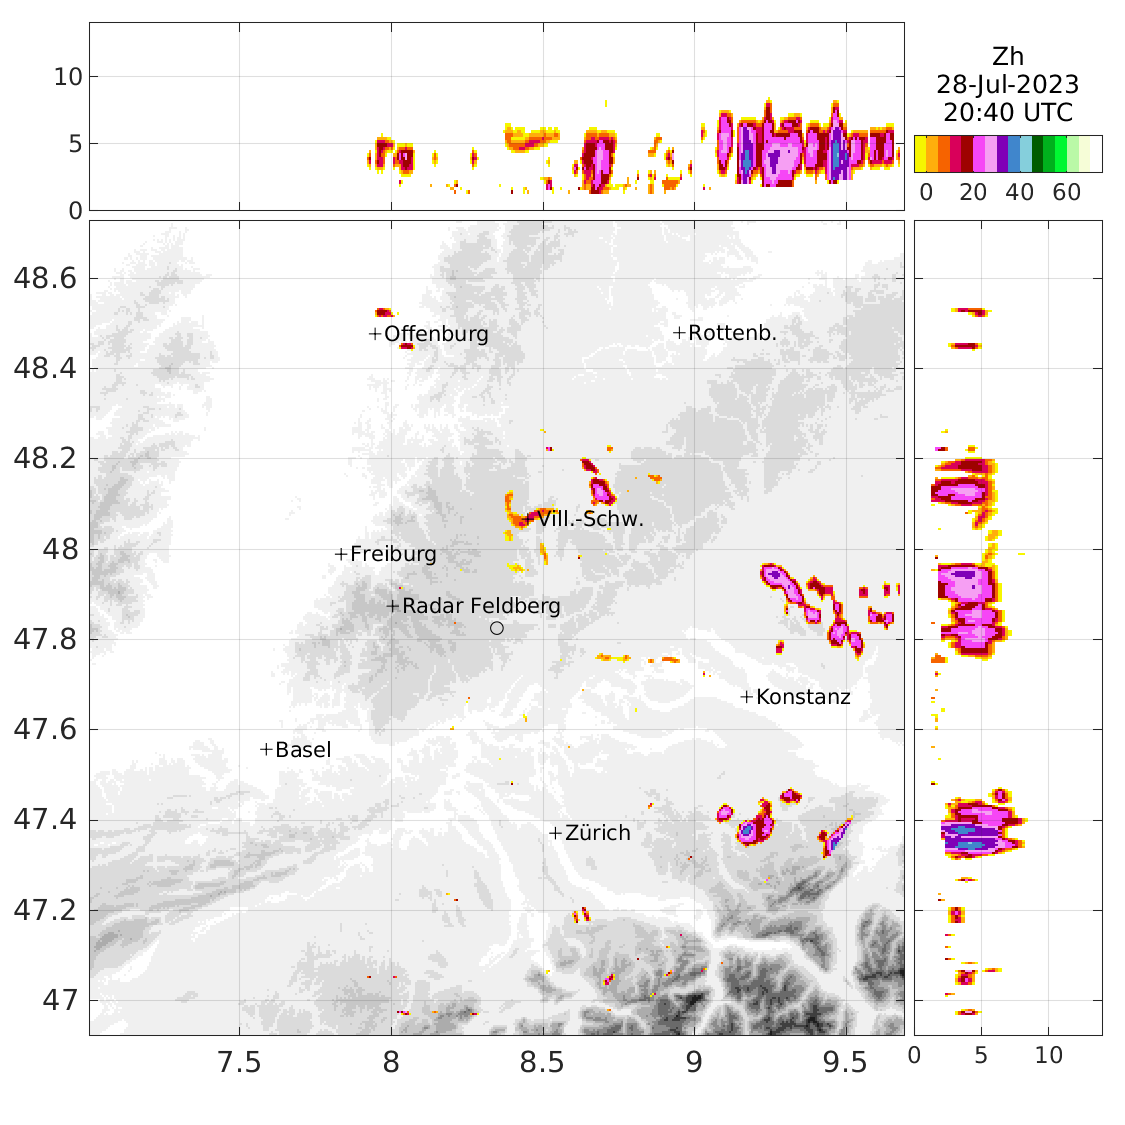 Zh
28-Jul-2023
20:40 UTC
0 20 40 60
10
5
0
48.6
48.4
48.2
48
47.8
47.6
47.4
47.2
47
+Offenburg
+Rottenb.
+Vill.-Schw.
+Freiburg
+Radar Feldberg
+Konstanz
+Basel
+Zürich
7.5 8 8.5 9 9.5
0 5 10